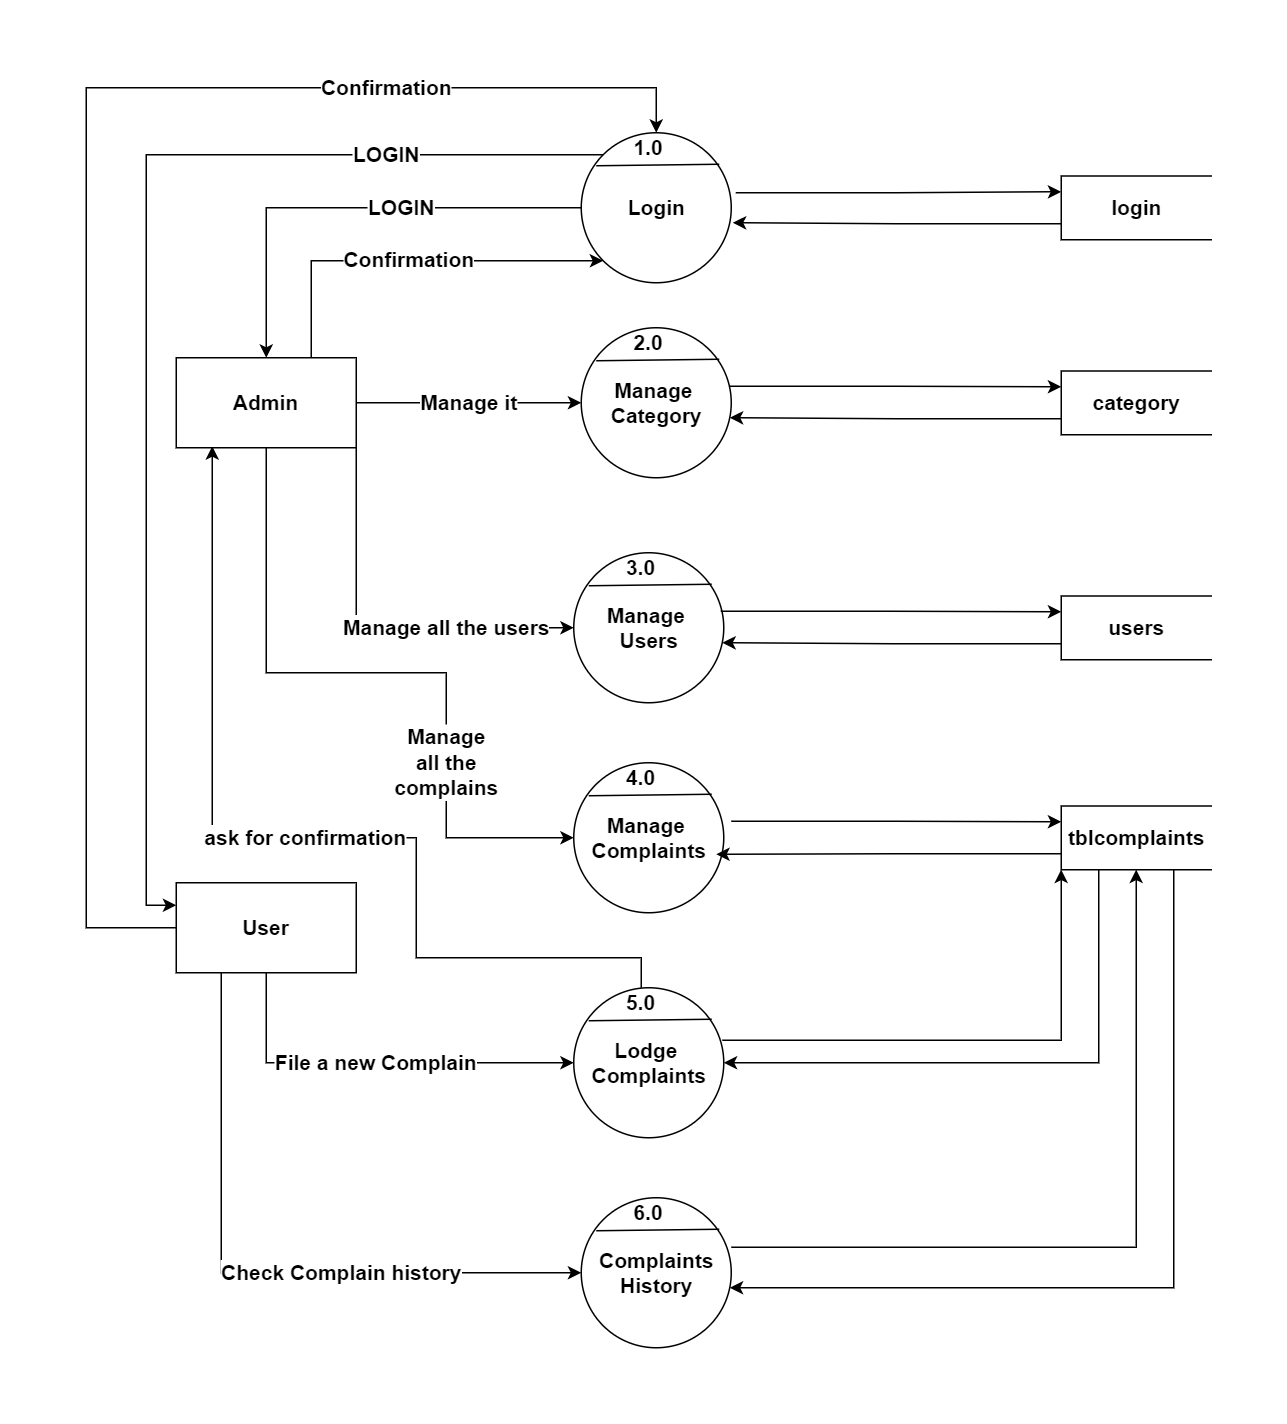 Confirmation
1.0
LOGIN
LOGIN
Login
login
Confirmation
2.0
Admin
Manage it
Manage
Category
category
3.0
Manage all the users
Manage
Users
users
Manage
all the
complains
4.0
ask for confirmation
Manage
Complaints
tblcomplaints
User
5.0
File a new Complain
Lodge
Complaints
6.0
Check Complain history
Complaints
History